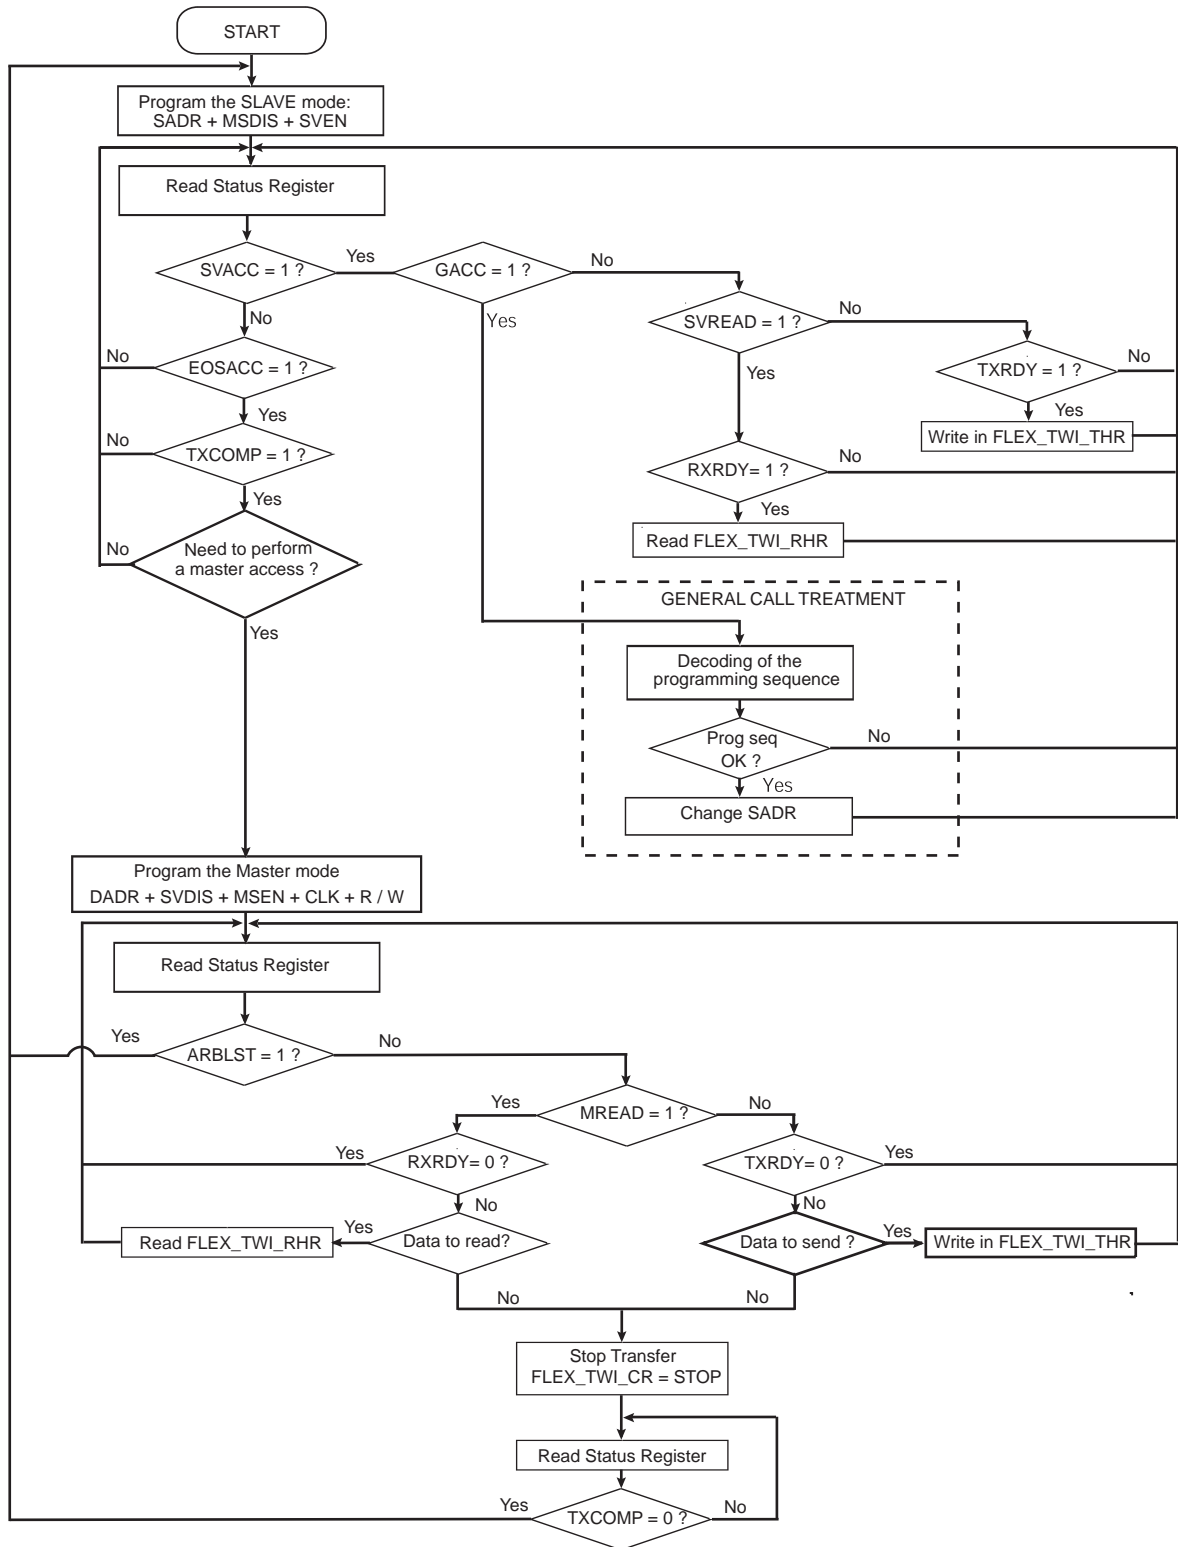 START
Program the SLAVE mode:
SADR + MSDIS + SVEN
Read Status Register
SVACC = 1 ?
Yes
GACC = 1 ?
No
No
Yes
SVREAD = 1 ?
No
Yes
TXRDY = 1 ?
No
Yes
Write in FLEX_TWI_THR
No
EOSACC = 1 ?
Yes
No
TXCOMP = 1 ?
Yes
RXRDY= 1 ?
No
Yes
Read FLEX_TWI_RHR
No
Need to perform
a master access ?
Yes
GENERAL CALL TREATMENT
Decoding of the
programming sequence
Prog seq
OK ?
No
Yes
Change SADR
Program the Master mode
DADR + SVDIS + MSEN + CLK + R / W
Read Status Register
Yes
ARBLST = 1 ?
No
Yes
MREAD = 1 ?
No
Yes
RXRDY= 0 ?
No
TXRDY= 0 ?
Yes
No
Read FLEX_TWI_RHR
Yes
Data to read?
No
Data to send ?
Yes
Write in FLEX_TWI_THR
No
Stop Transfer
FLEX_TWI_CR = STOP
Read Status Register
Yes
TXCOMP = 0 ?
No